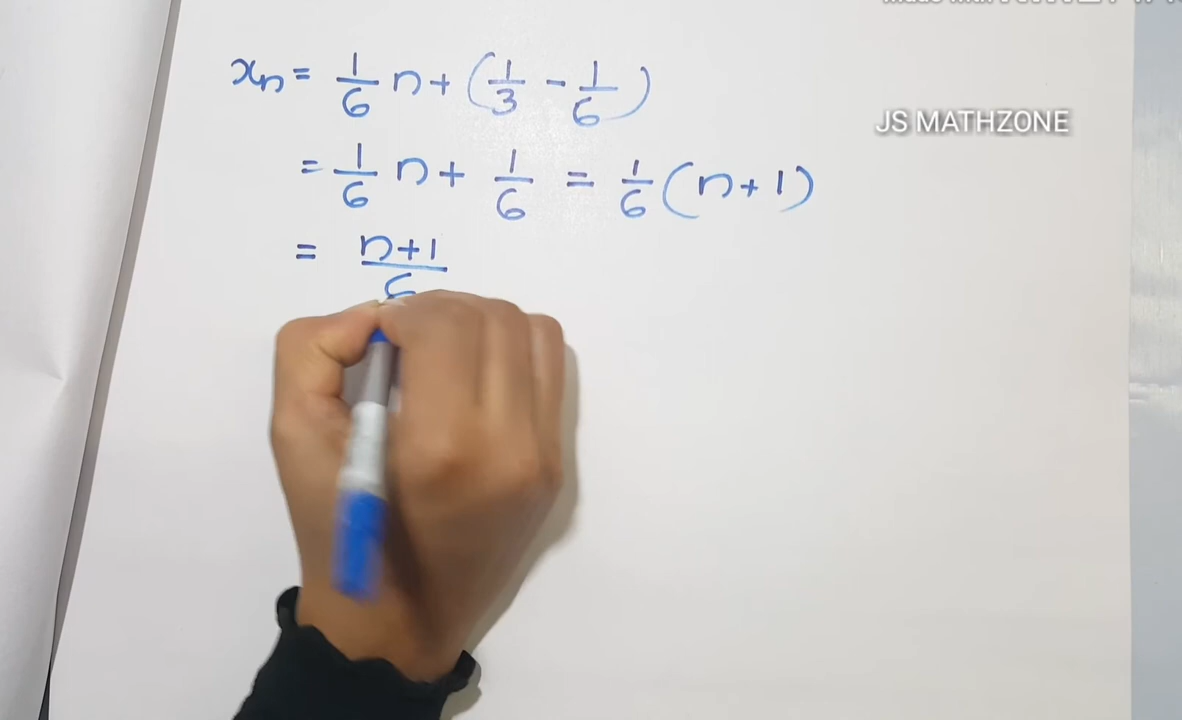 xₙ = 1/6 n + (1/3 - 1/6)
JS MATHZONE
= 1/6 n + 1/6 = 1/6 (n+1)
= n+1/6